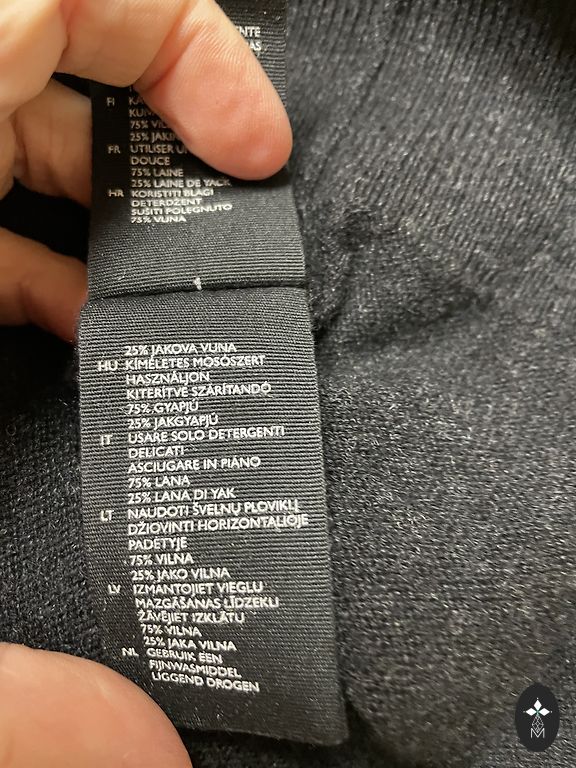 FI
75%
25%
FR UTILISER
DOUCE
75% LAINE
25% LAINE DE YACK
HR KORISTITI BLAGI
DETERDŽENT
SUŠITI POLEGNUTO
75% VUNA
25% JAKOVA VUNA
HU KÍMÉLETES MOSÓSZERT
HASZNÁLJON
KITERÍTVE SZÁRÍTANDÓ
75% GYAPJÚ
25% JAKGYAPJÚ
IT USARE SOLO DETERGENTI
DELICATI
ASCIUGARE IN PIANO
75% LANA
25% LANA DI YAK
LT NAUDOTI ŠVELNŲ PLOVIKLĮ
DŽIOVINTI HORIZONTALIOJE
PADĖTYJE
75% VILNA
25% JAKO VILNA
LV IZMANTOJIET VIEGLU
MAZGĀŠANAS LĪDZEKLI
ŽĀVĒJIET IZKLĀTU
75% VILNA
25% JAKA VILNA
NL GEBRUIK EEN
FIJNWASMIDDEL
LIGGEND DROGEN
M